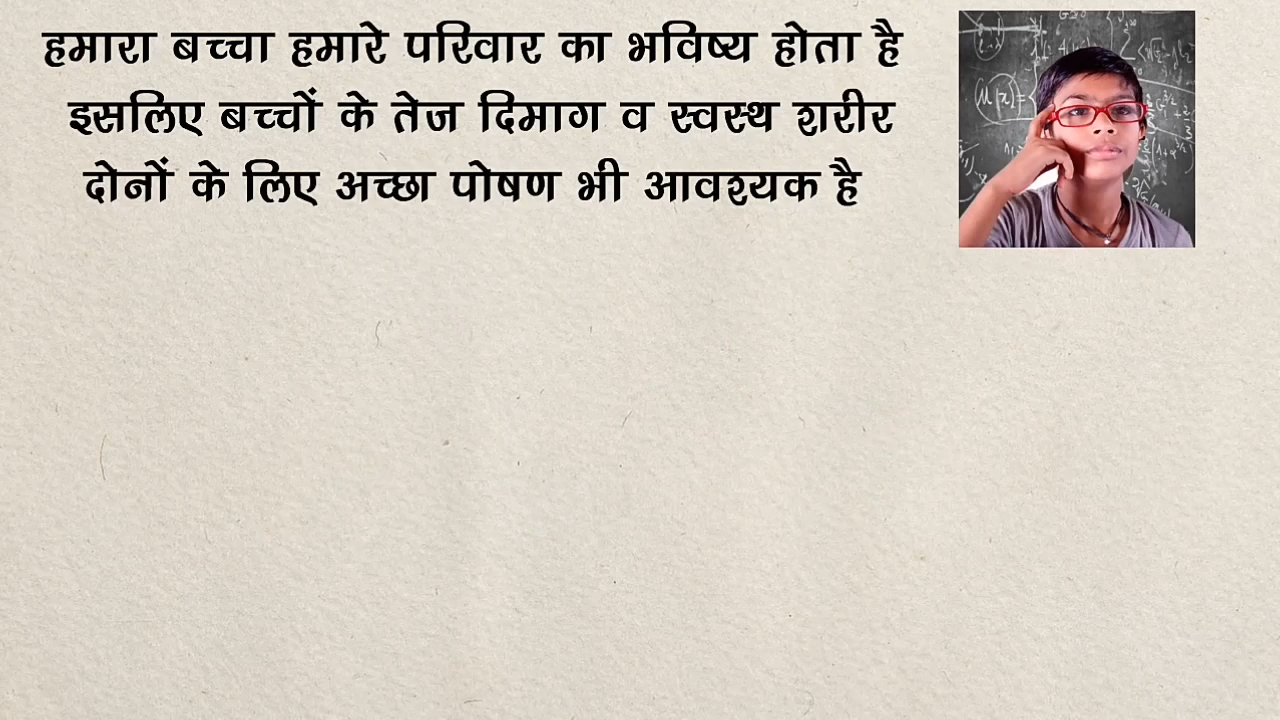 हमारा बच्चा हमारे परिवार का भविष्य होता है
इसलिए बच्चों के तेज दिमाग व स्वस्थ शरीर
दोनों के लिए अच्छा पोषण भी आवश्यक है